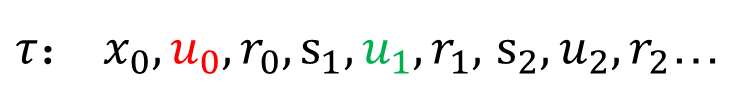 τ: x₀, u₀, r₀, s₁, u₁, r₁, s₂, u₂, r₂...